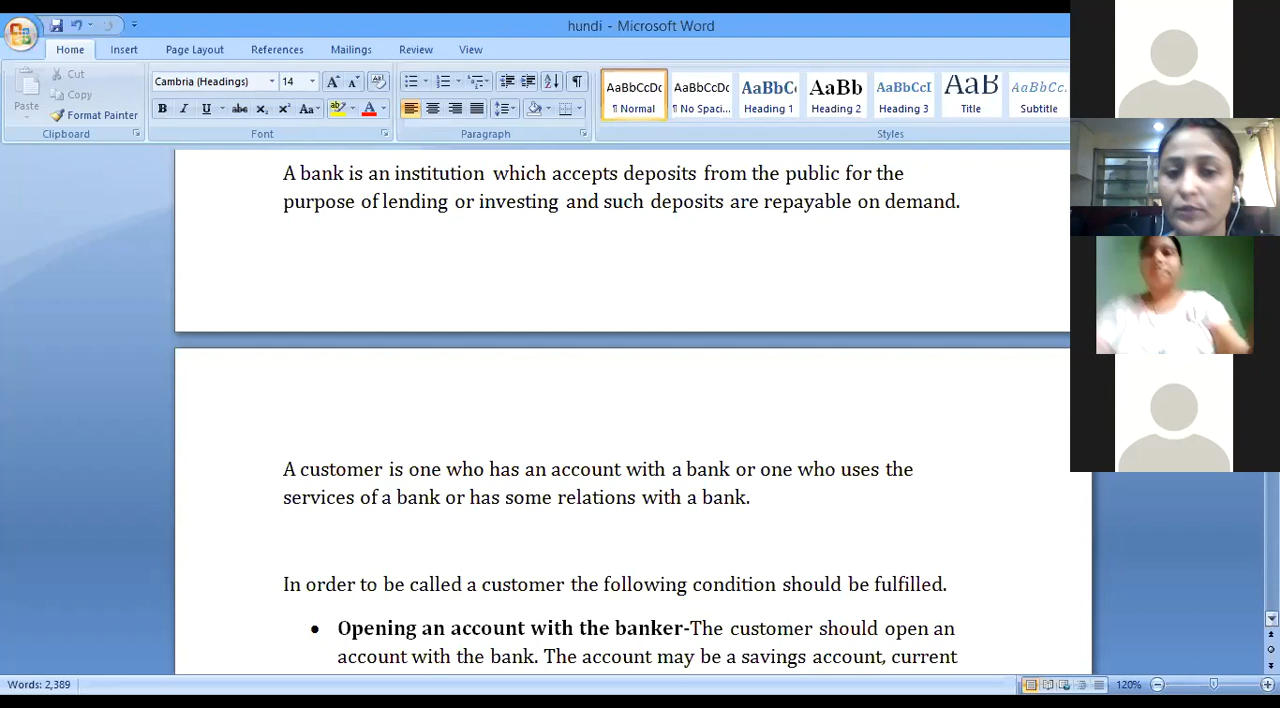 hundi - Microsoft Word
Home Insert Page Layout References Mailings Review View
Cut
Copy
Paste
Format Painter
Clipboard
Cambria (Headings) 14
Font
Paragraph
AaBbCcDc AaBbCcDc AaBbC AaBb AaBbCcI AaB AaBbCc.
¶ Normal ¶ No Spaci... Heading 1 Heading 2 Heading 3 Title Subtitle
Styles
A bank is an institution which accepts deposits from the public for the
purpose of lending or investing and such deposits are repayable on demand.
A customer is one who has an account with a bank or one who uses the
services of a bank or has some relations with a bank.
In order to be called a customer the following condition should be fulfilled.
• Opening an account with the banker-The customer should open an
account with the bank. The account may be a savings account, current
Words: 2,389
120%